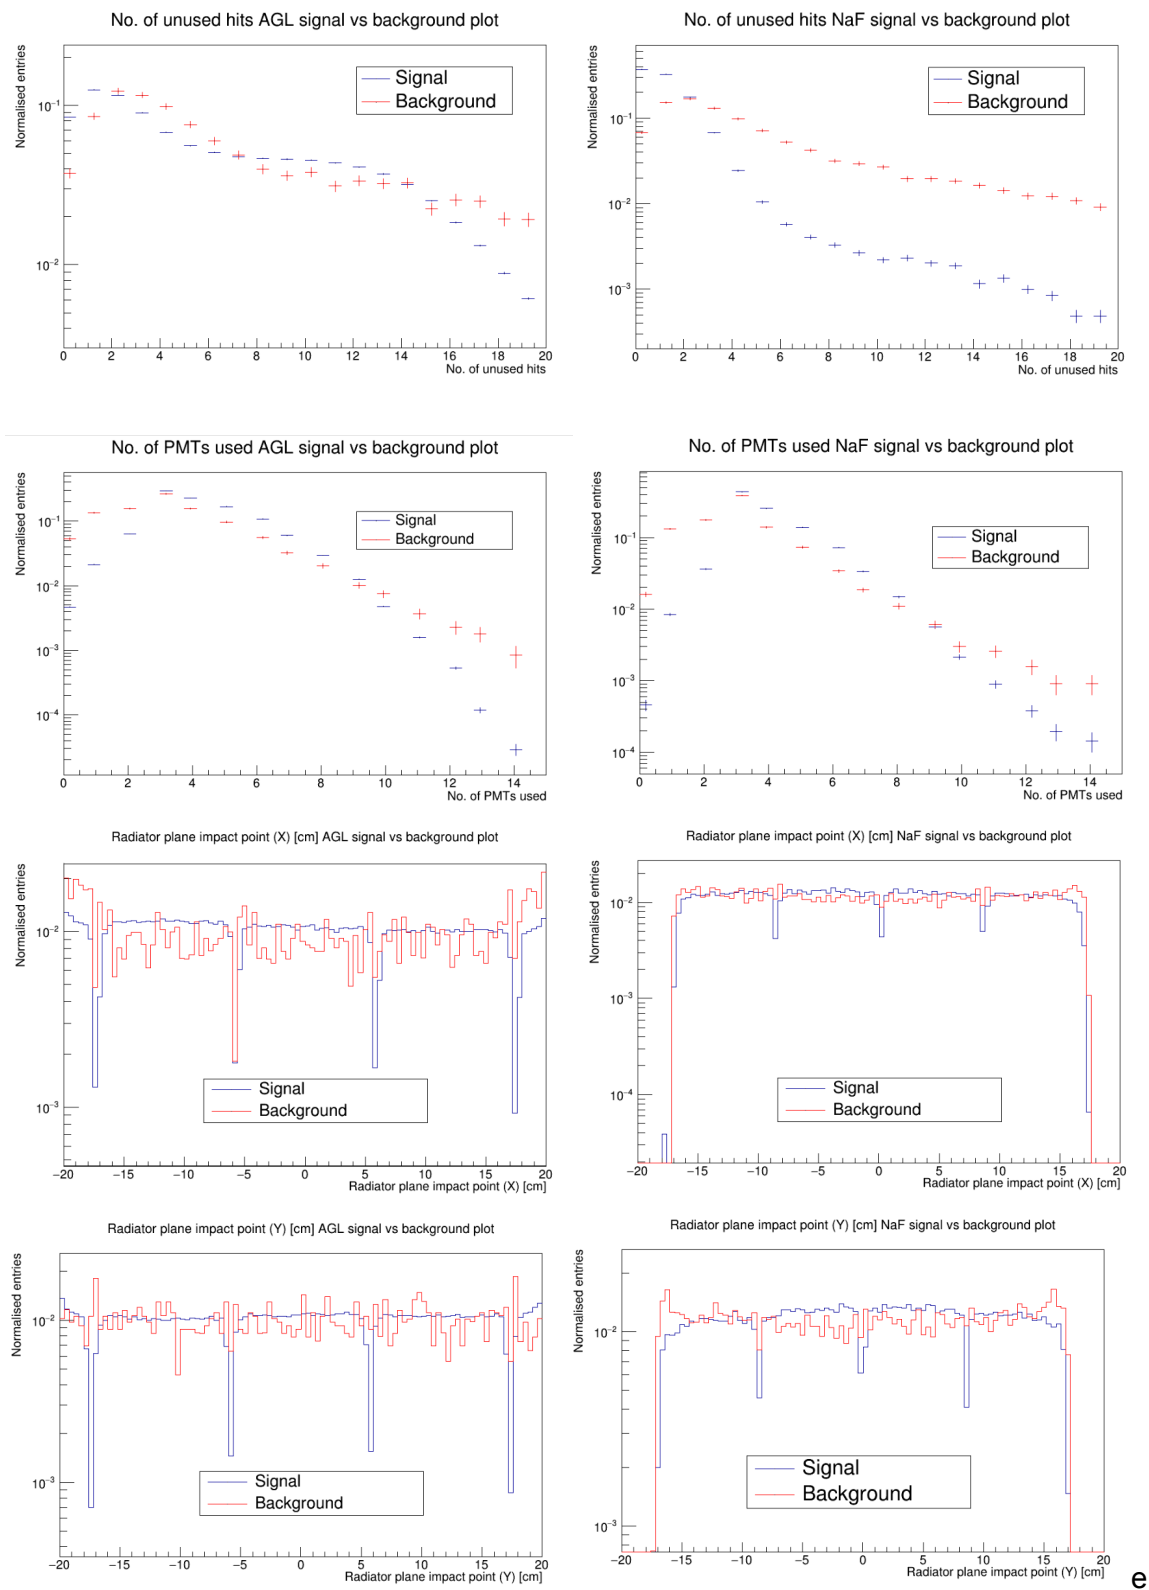 No. of unused hits AGL signal vs background plot
Normalised entries
Signal
Background
10⁻¹
10⁻²
0 2 4 6 8 10 12 14 16 18 20
No. of unused hits
No. of unused hits NaF signal vs background plot
Normalised entries
Signal
Background
10⁻¹
10⁻²
10⁻³
0 2 4 6 8 10 12 14 16 18 20
No. of unused hits
No. of PMTs used AGL signal vs background plot
Normalised entries
Signal
Background
10⁻¹
10⁻²
10⁻³
10⁻⁴
0 2 4 6 8 10 12 14
No. of PMTs used
No. of PMTs used NaF signal vs background plot
Normalised entries
Signal
Background
10⁻¹
10⁻²
10⁻³
10⁻⁴
0 2 4 6 8 10 12 14
No. of PMTs used
Radiator plane impact point (X) [cm] AGL signal vs background plot
Normalised entries
10⁻²
10⁻³
Signal
Background
−20 −15 −10 −5 0 5 10 15 20
Radiator plane impact point (X) [cm]
Radiator plane impact point (X) [cm] NaF signal vs background plot
Normalised entries
10⁻²
10⁻³
10⁻⁴
Signal
Background
−20 −15 −10 −5 0 5 10 15 20
Radiator plane impact point (X) [cm]
Radiator plane impact point (Y) [cm] AGL signal vs background plot
Normalised entries
10⁻²
10⁻³
Signal
Background
−20 −15 −10 −5 0 5 10 15 20
Radiator plane impact point (Y) [cm]
Radiator plane impact point (Y) [cm] NaF signal vs background plot
Normalised entries
10⁻²
10⁻³
Signal
Background
−20 −15 −10 −5 0 5 10 15 20
Radiator plane impact point (Y) [cm]
e